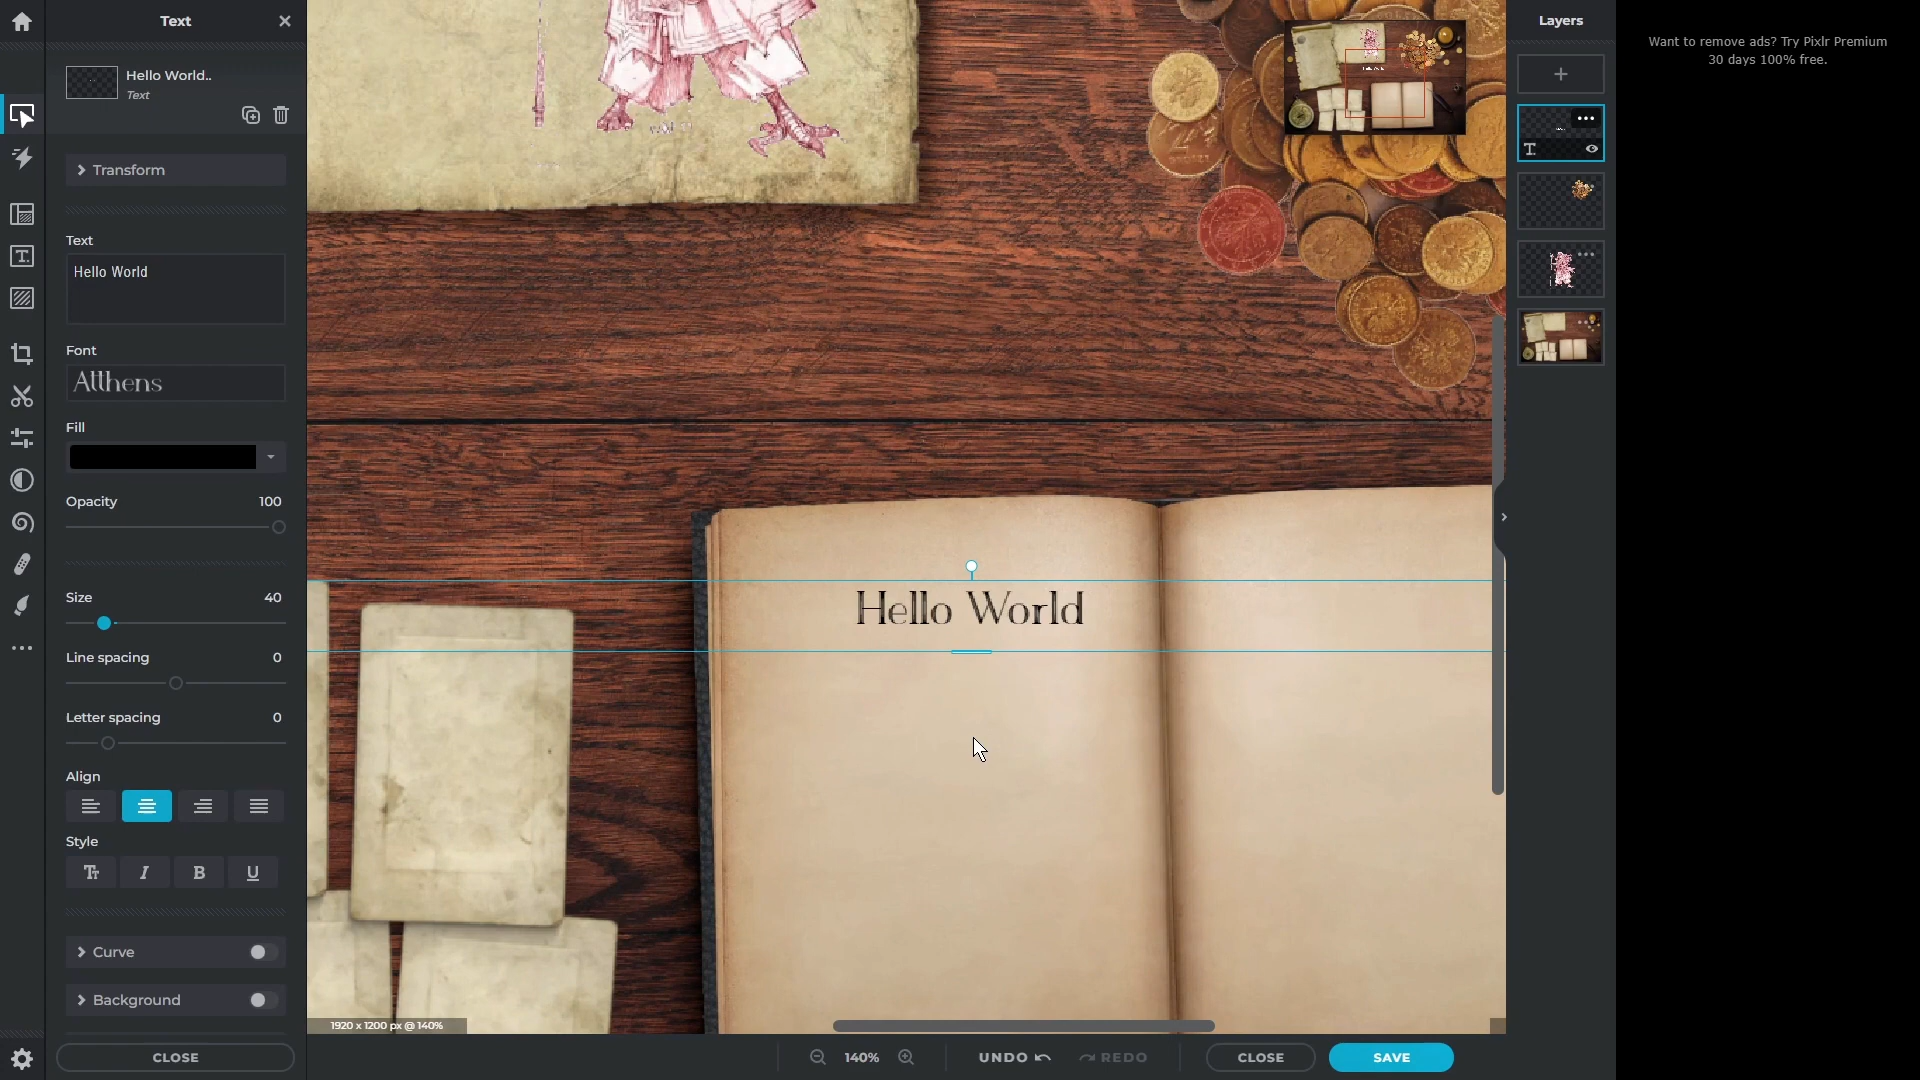 Text
Layers
Want to remove ads? Try Pixlr Premium
30 days 100% free.
Hello World..
Text
Transform
Text
Hello World
Font
Atthens
Fill
Opacity 100
Size 40
Line spacing 0
Letter spacing 0
Align
Style
Tт I B U
Curve
Background
CLOSE
Hello World
1920 x 1200 px @ 140%
140% UNDO REDO CLOSE SAVE